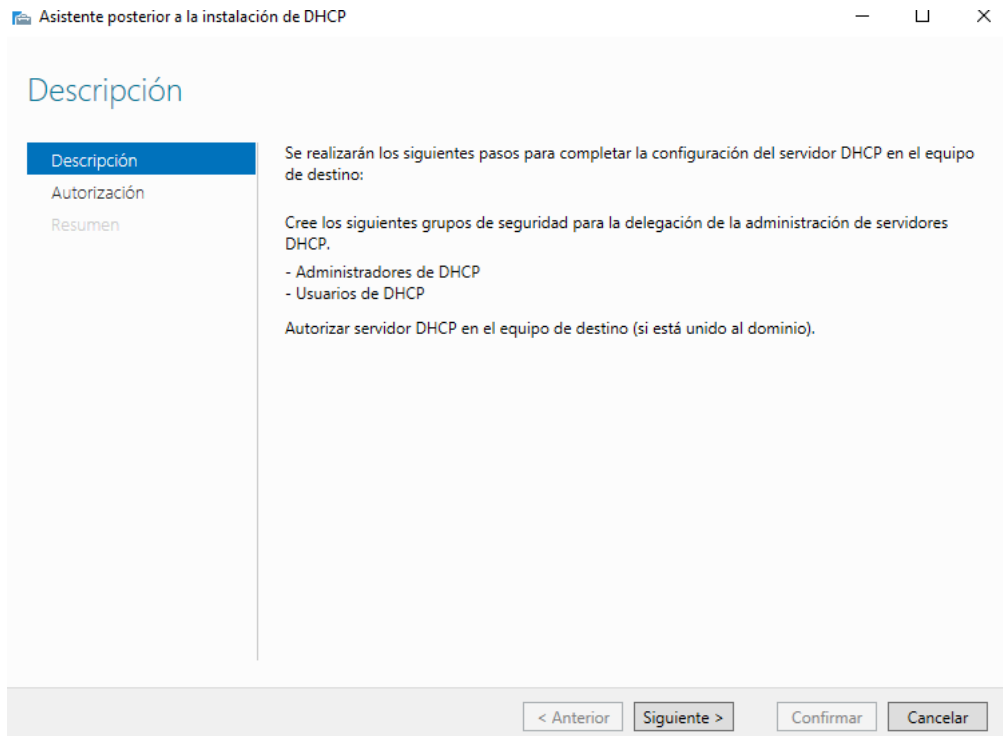 Asistente posterior a la instalación de DHCP
Descripción
Descripción
Autorización
Resumen
Se realizarán los siguientes pasos para completar la configuración del servidor DHCP en el equipo
de destino:
Cree los siguientes grupos de seguridad para la delegación de la administración de servidores
DHCP.
- Administradores de DHCP
- Usuarios de DHCP
Autorizar servidor DHCP en el equipo de destino (si está unido al dominio).
< Anterior
Siguiente >
Confirmar
Cancelar